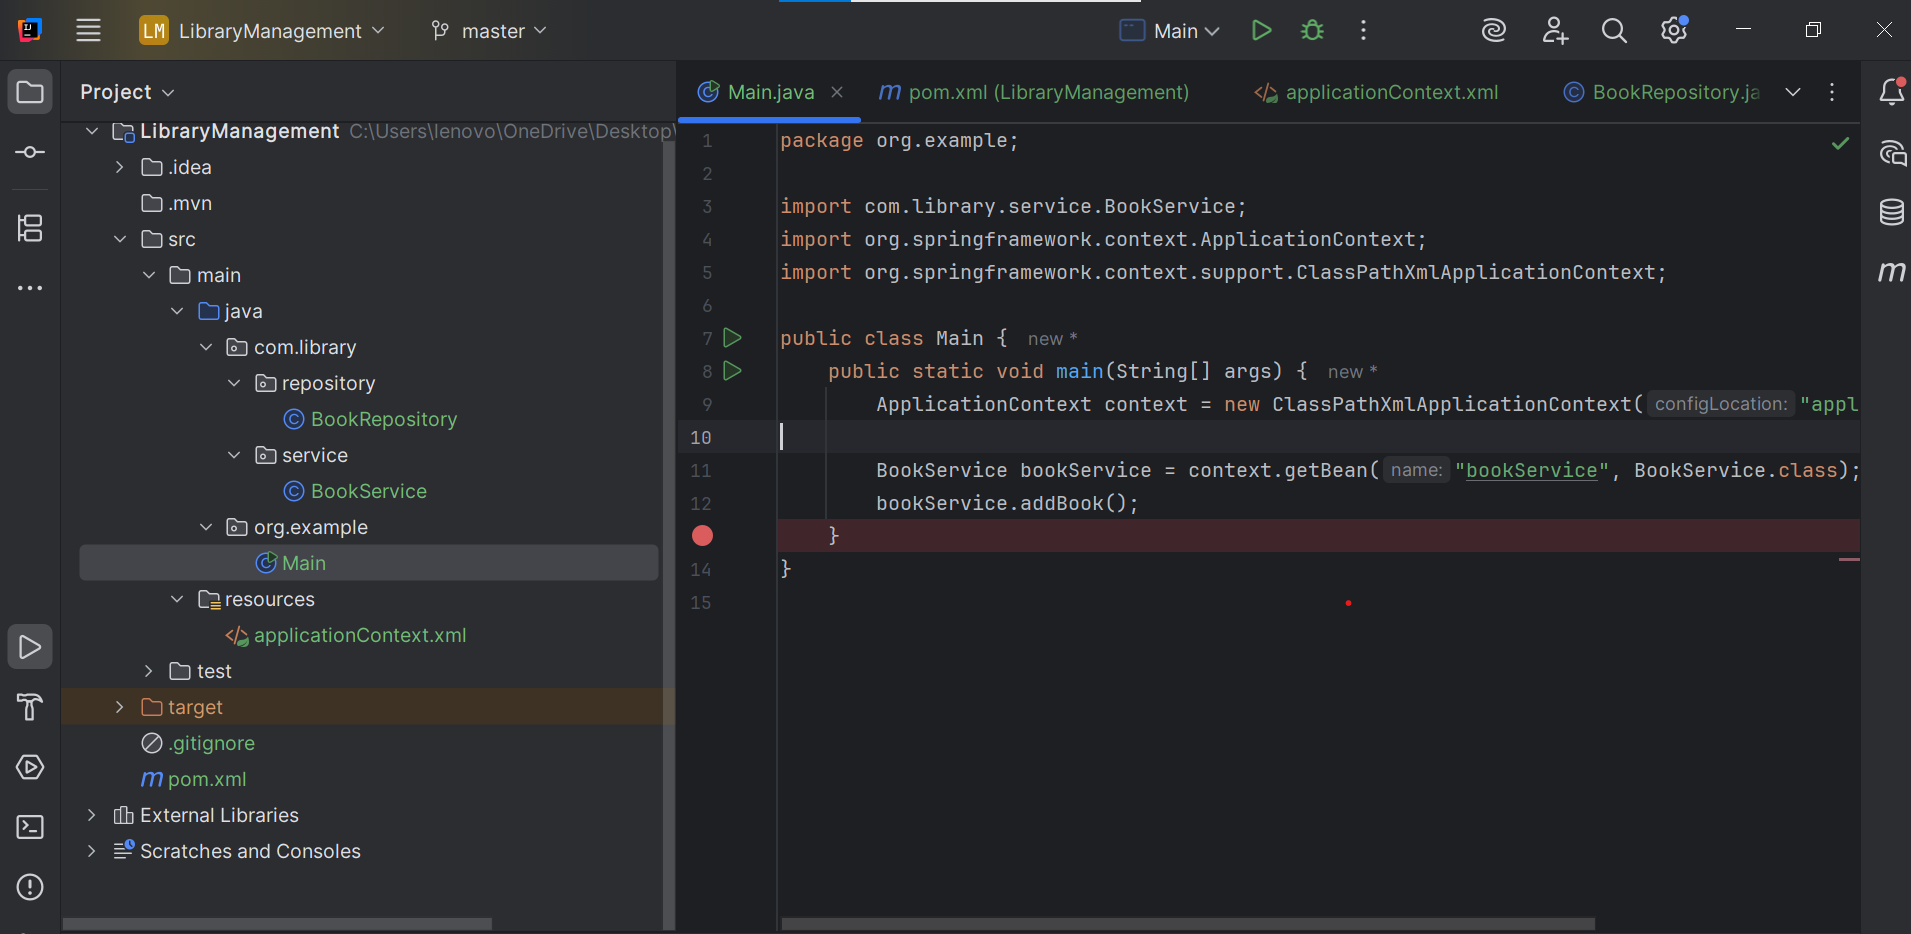 LM LibraryManagement master Main
Project
LibraryManagement C:\Users\lenovo\OneDrive\Desktop\
.idea
.mvn
src
main
java
com.library
repository
BookRepository
service
BookService
org.example
Main
resources
applicationContext.xml
test
target
.gitignore
m pom.xml
External Libraries
Scratches and Consoles
Main.java m pom.xml (LibraryManagement) applicationContext.xml BookRepository.ja
1 package org.example;
2
3 import com.library.service.BookService;
4 import org.springframework.context.ApplicationContext;
5 import org.springframework.context.support.ClassPathXmlApplicationContext;
6
7 public class Main { new *
8 public static void main(String[] args) { new *
9 ApplicationContext context = new ClassPathXmlApplicationContext( configLocation: "appl
10
11 BookService bookService = context.getBean( name: "bookService", BookService.class);
12 bookService.addBook();
}
14 }
15
m